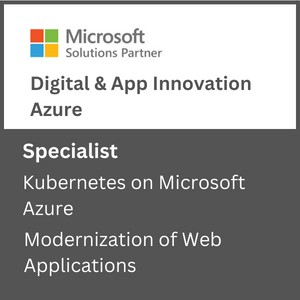 Microsoft
Solutions Partner
Digital & App Innovation
Azure
Specialist
Kubernetes on Microsoft
Azure
Modernization of Web
Applications